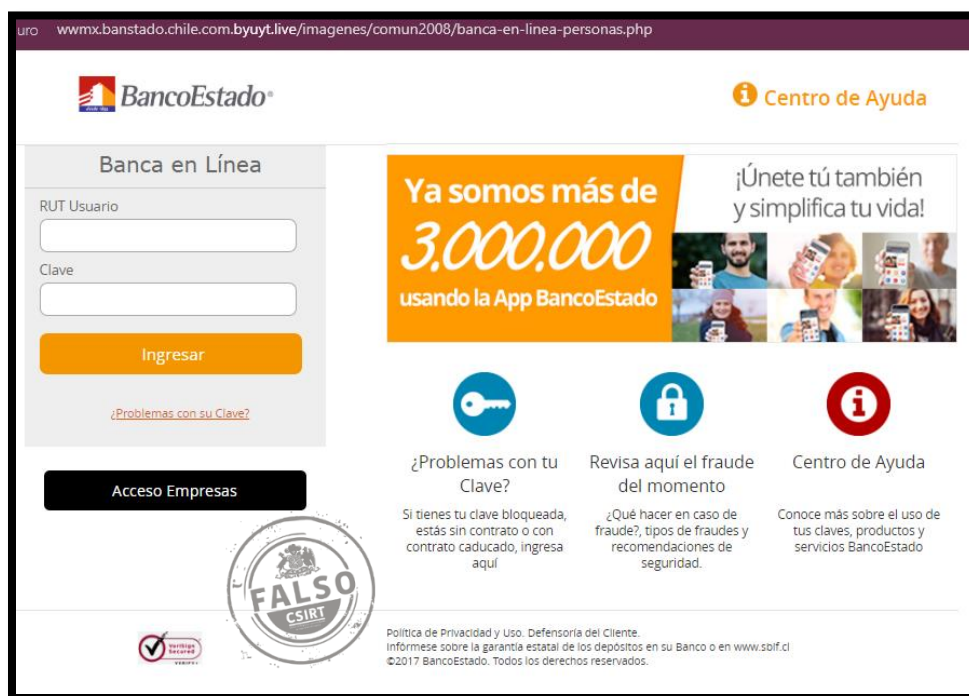 uro wwmx.banstado.chile.com.byuyt.live/imagenes/comun2008/banca-en-linea-personas.php
BancoEstado®
Centro de Ayuda
Banca en Línea
RUT Usuario
Clave
Ingresar
¿Problemas con su Clave?
Acceso Empresas
Ya somos más de
3.000.000
usando la App BancoEstado
¡Únete tú también
y simplifica tu vida!
¿Problemas con tu
Clave?
Si tienes tu clave bloqueada,
estás sin contrato o con
contrato caducado, ingresa
aquí
Revisa aquí el fraude
del momento
¿Qué hacer en caso de
fraude?, tipos de fraudes y
recomendaciones de
seguridad.
Centro de Ayuda
Conoce más sobre el uso de
tus claves, productos y
servicios BancoEstado
FALSO
CSIRT
VeriSign
Secured
VERIFY
Política de Privacidad y Uso. Defensoría del Cliente.
Infórmese sobre la garantía estatal de los depósitos en su Banco o en www.sbif.cl
©2017 BancoEstado. Todos los derechos reservados.